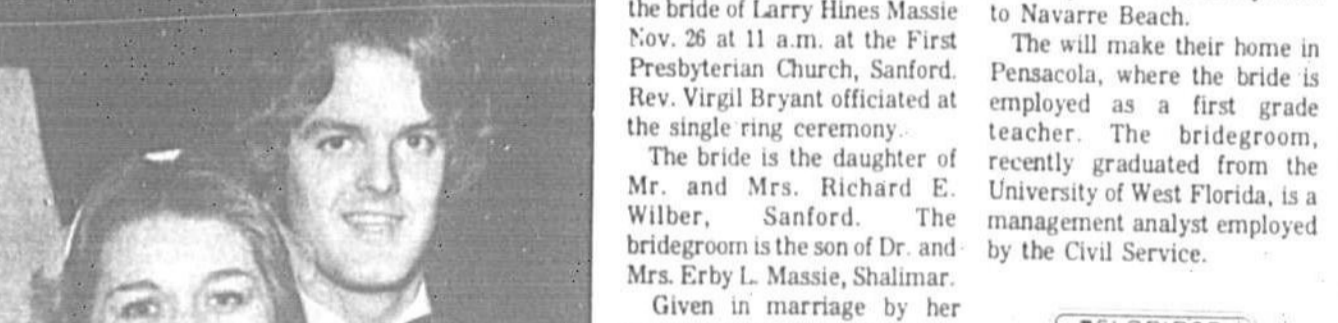 the bride of Larry Hines Massie
Nov. 26 at 11 a.m. at the First
Presbyterian Church, Sanford.
Rev. Virgil Bryant officiated at
the single ring ceremony.
The bride is the daughter of
Mr. and Mrs. Richard E.
Wilber, Sanford. The
bridegroom is the son of Dr. and
Mrs. Erby L. Massie, Shalimar.
Given in marriage by her
to Navarre Beach.
The will make their home in
Pensacola, where the bride is
employed as a first grade
teacher. The bridegroom,
recently graduated from the
University of West Florida, is a
management analyst employed
by the Civil Service.